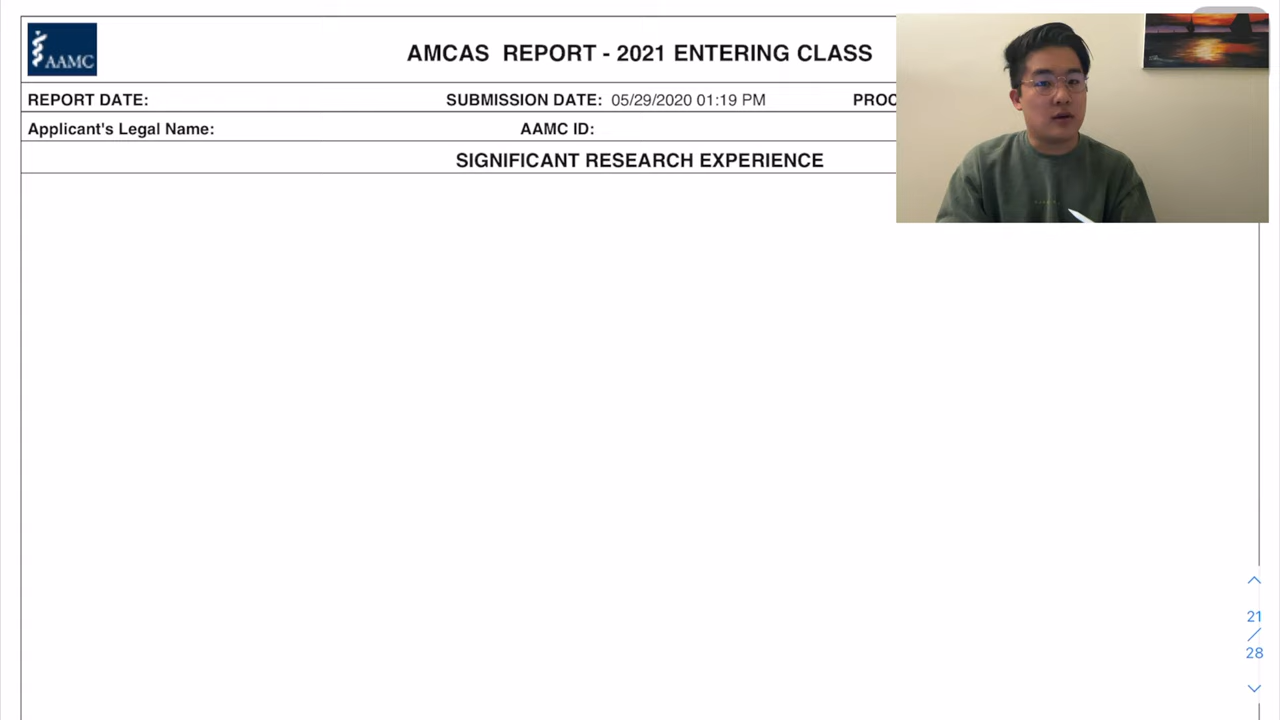 AAMC
AMCAS REPORT - 2021 ENTERING CLASS
REPORT DATE: SUBMISSION DATE: 05/29/2020 01:19 PM PROC
Applicant's Legal Name: AAMC ID:
SIGNIFICANT RESEARCH EXPERIENCE
21
/
28